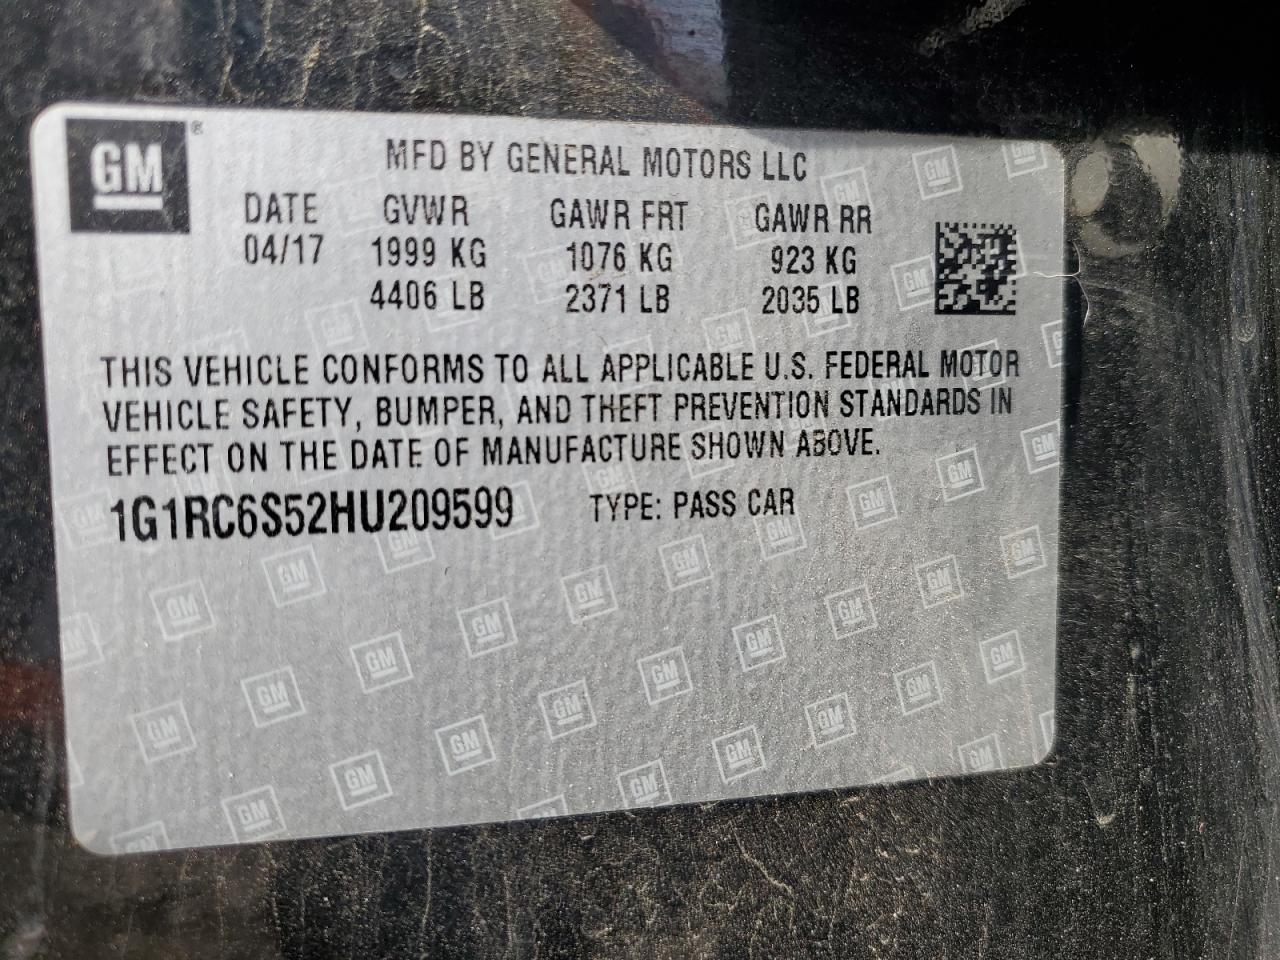 GM®
MFD BY GENERAL MOTORS LLC
DATE GVWR GAWR FRT GAWR RR
04/17 1999 KG 1076 KG 923 KG
4406 LB 2371 LB 2035 LB
THIS VEHICLE CONFORMS TO ALL APPLICABLE U.S. FEDERAL MOTOR
VEHICLE SAFETY, BUMPER, AND THEFT PREVENTION STANDARDS IN
EFFECT ON THE DATE OF MANUFACTURE SHOWN ABOVE.
1G1RC6S52HU209599 TYPE: PASS CAR